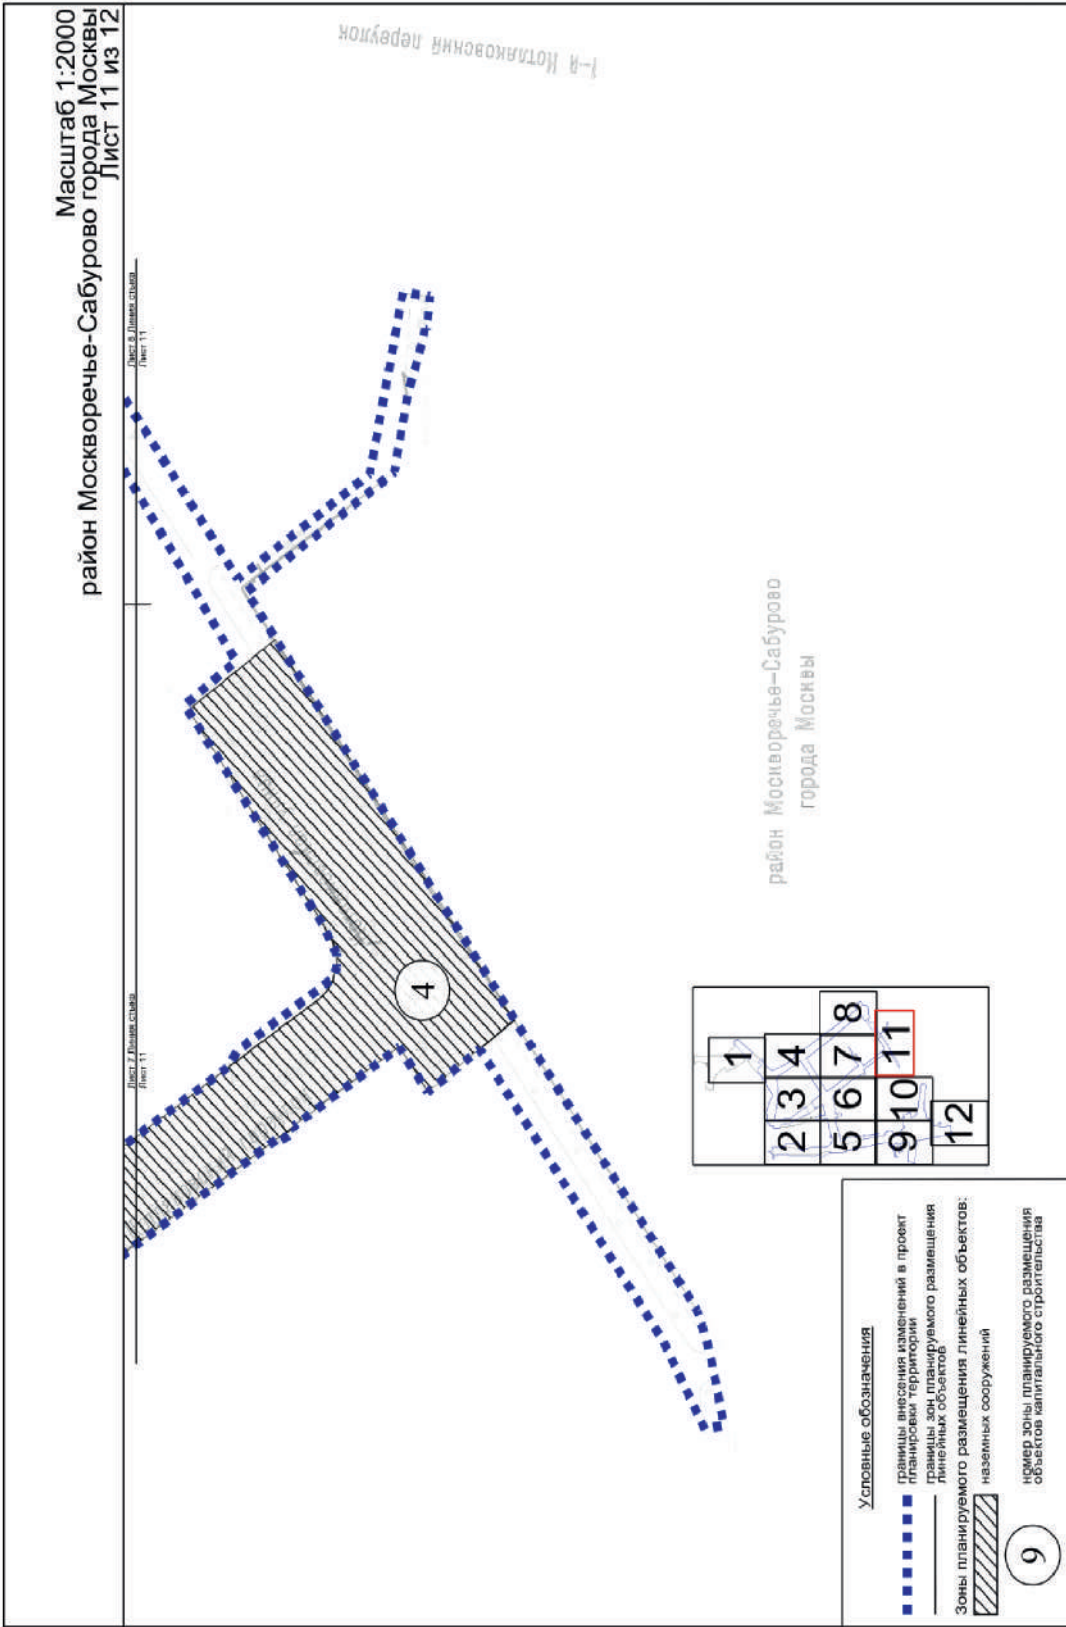 Масштаб 1:2000
район Москворечье-Сабурово города Москвы
Лист 11 из 12
Лист 7 Линия стыка
Лист 11
Лист 8 Линия стыка
Лист 11
1-й Котляковский переулок
4
район Москворечье-Сабурово
города Москвы
1
2 3 4
5 6 7 8
9 10 11
12
Условные обозначения
границы внесения изменений в проект
планировки территории
границы зон планируемого размещения
линейных объектов
Зоны планируемого размещения линейных объектов:
наземных сооружений
9
номер зоны планируемого размещения
объектов капитального строительства